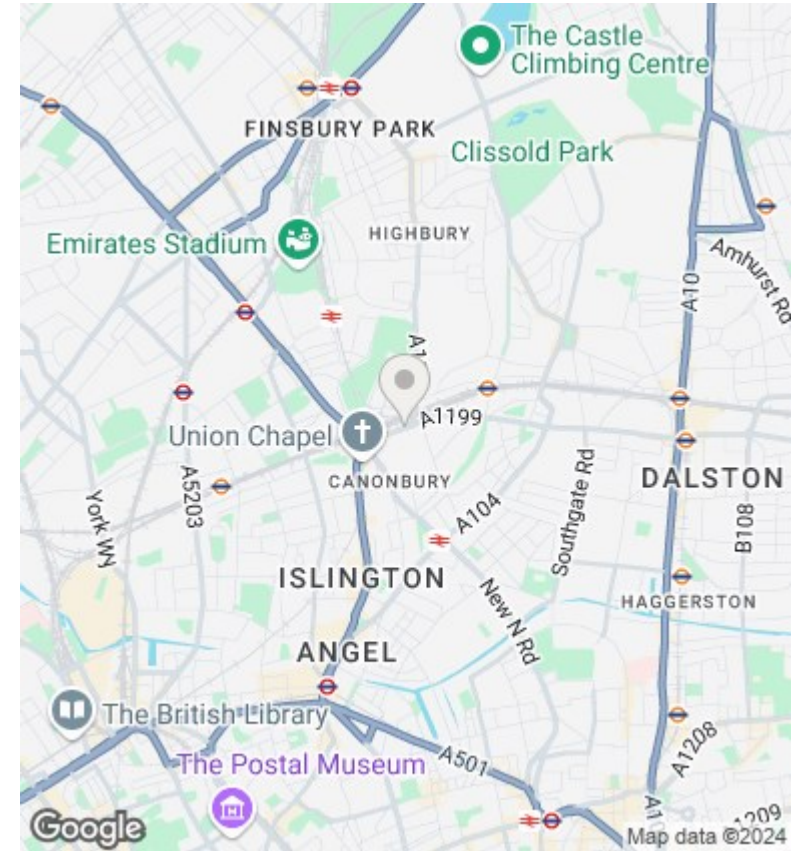 The Castle
Climbing Centre
FINSBURY PARK
Clissold Park
HIGHBURY
Emirates Stadium
Amhurst Rd
A10
A1199
Union Chapel
CANONBURY
A5203
DALSTON
A104
Southgate Rd
B108
York WY
ISLINGTON
New N Rd
HAGGERSTON
ANGEL
The British Library
A1208
The Postal Museum
A501
Google
Map data ©2024